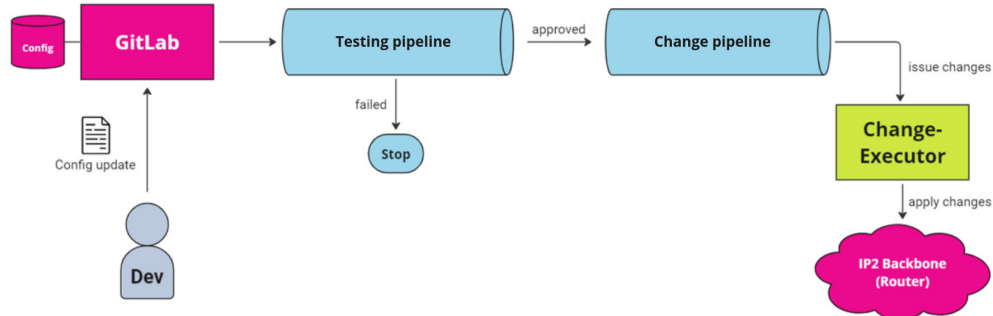 Config
GitLab
Testing pipeline
approved
Change pipeline
issue changes
failed
Stop
Config update
Change-
Executor
apply changes
Dev
IP2 Backbone
(Router)